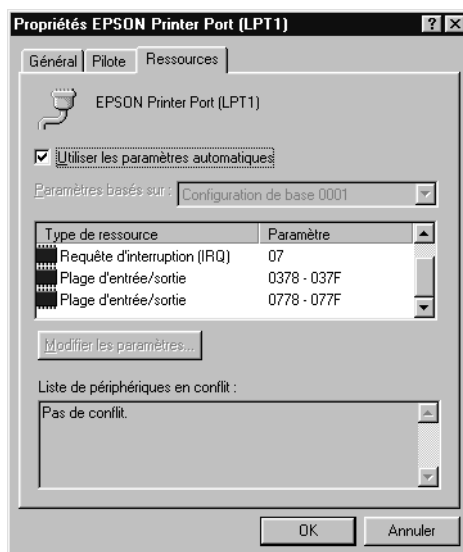 Propriétés EPSON Printer Port (LPT1)
Général Pilote Ressources
EPSON Printer Port (LPT1)
Utiliser les paramètres automatiques
Paramètres basés sur : Configuration de base 0001
Type de ressource Paramètre
Requête d'interruption (IRQ) 07
Plage d'entrée/sortie 0378 - 037F
Plage d'entrée/sortie 0778 - 077F
Modifier les paramètres...
Liste de périphériques en conflit :
Pas de conflit.
OK Annuler